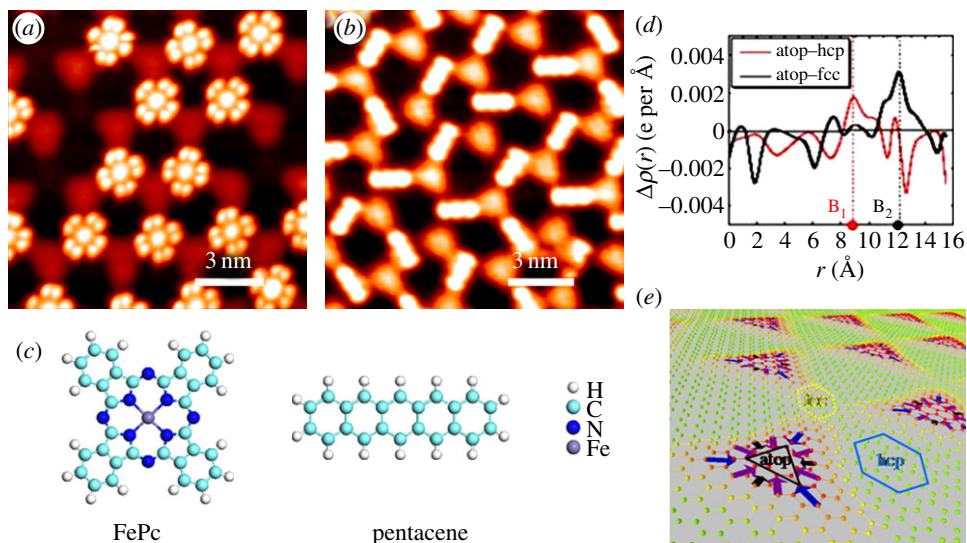 (a)
3 nm
(b)
3 nm
(c)
FePc
pentacene
H
C
N
Fe
(d)
atop–hcp
atop–fcc
Δρ(r) (e per Å)
0.004
0.002
0
−0.002
−0.004
B1
B2
0 2 4 6 8 10 12 14 16
r (Å)
(e)
atop
hcp